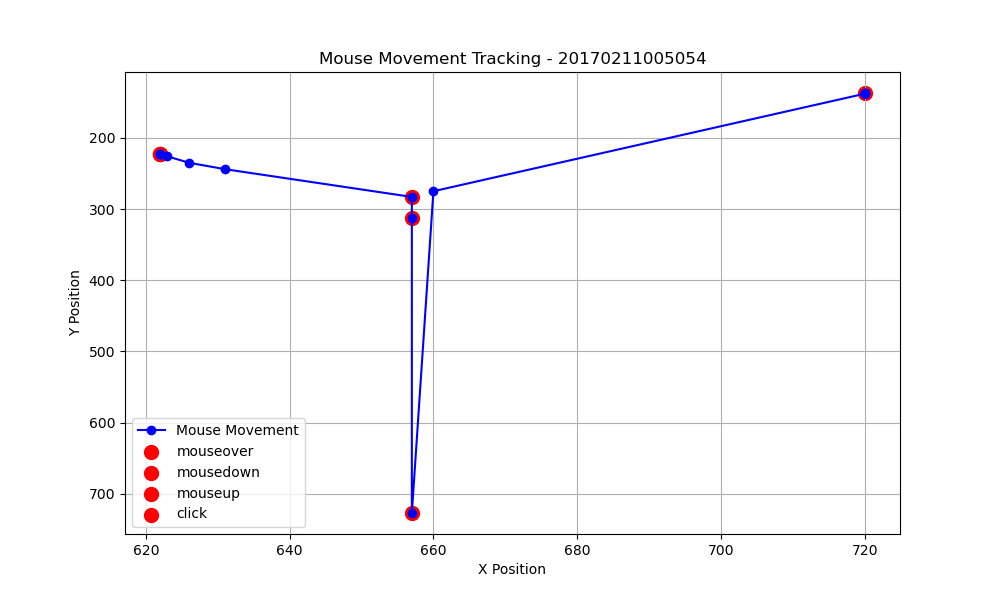 Mouse Movement Tracking - 20170211005054
200
300
400
500
600
700
Y Position
Mouse Movement
mouseover
mousedown
mouseup
click
620
640
660
680
700
720
X Position